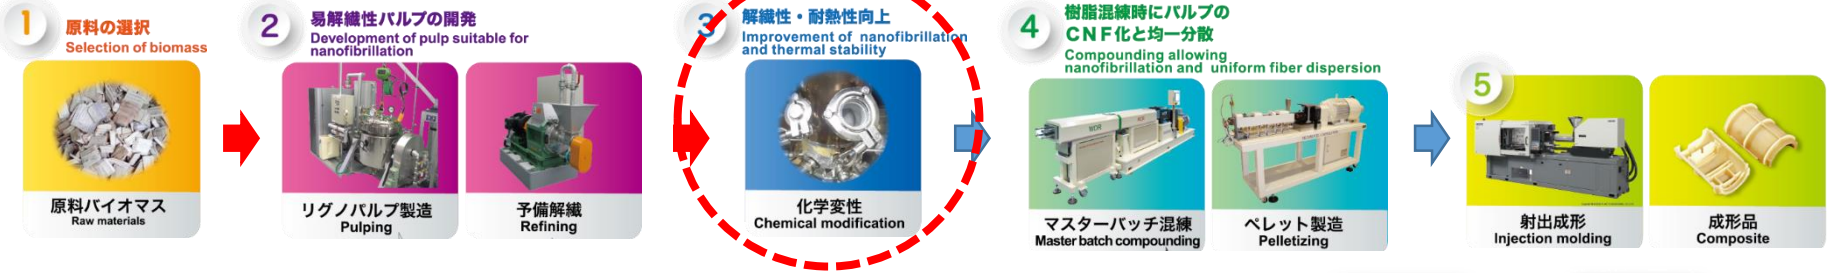 1
原料の選択
Selection of biomass
原料バイオマス
Raw materials
2
易解繊性パルプの開発
Development of pulp suitable for
nanofibrillation
リグノパルプ製造
Pulping
予備解繊
Refining
3
解繊性・耐熱性向上
Improvement of nanofibrillation
and thermal stability
化学変性
Chemical modification
4
樹脂混練時にパルプの
CNF化と均一分散
Compounding allowing
nanofibrillation and uniform fiber dispersion
マスターバッチ混練
Master batch compounding
ペレット製造
Pelletizing
5
射出成形
Injection molding
成形品
Composite